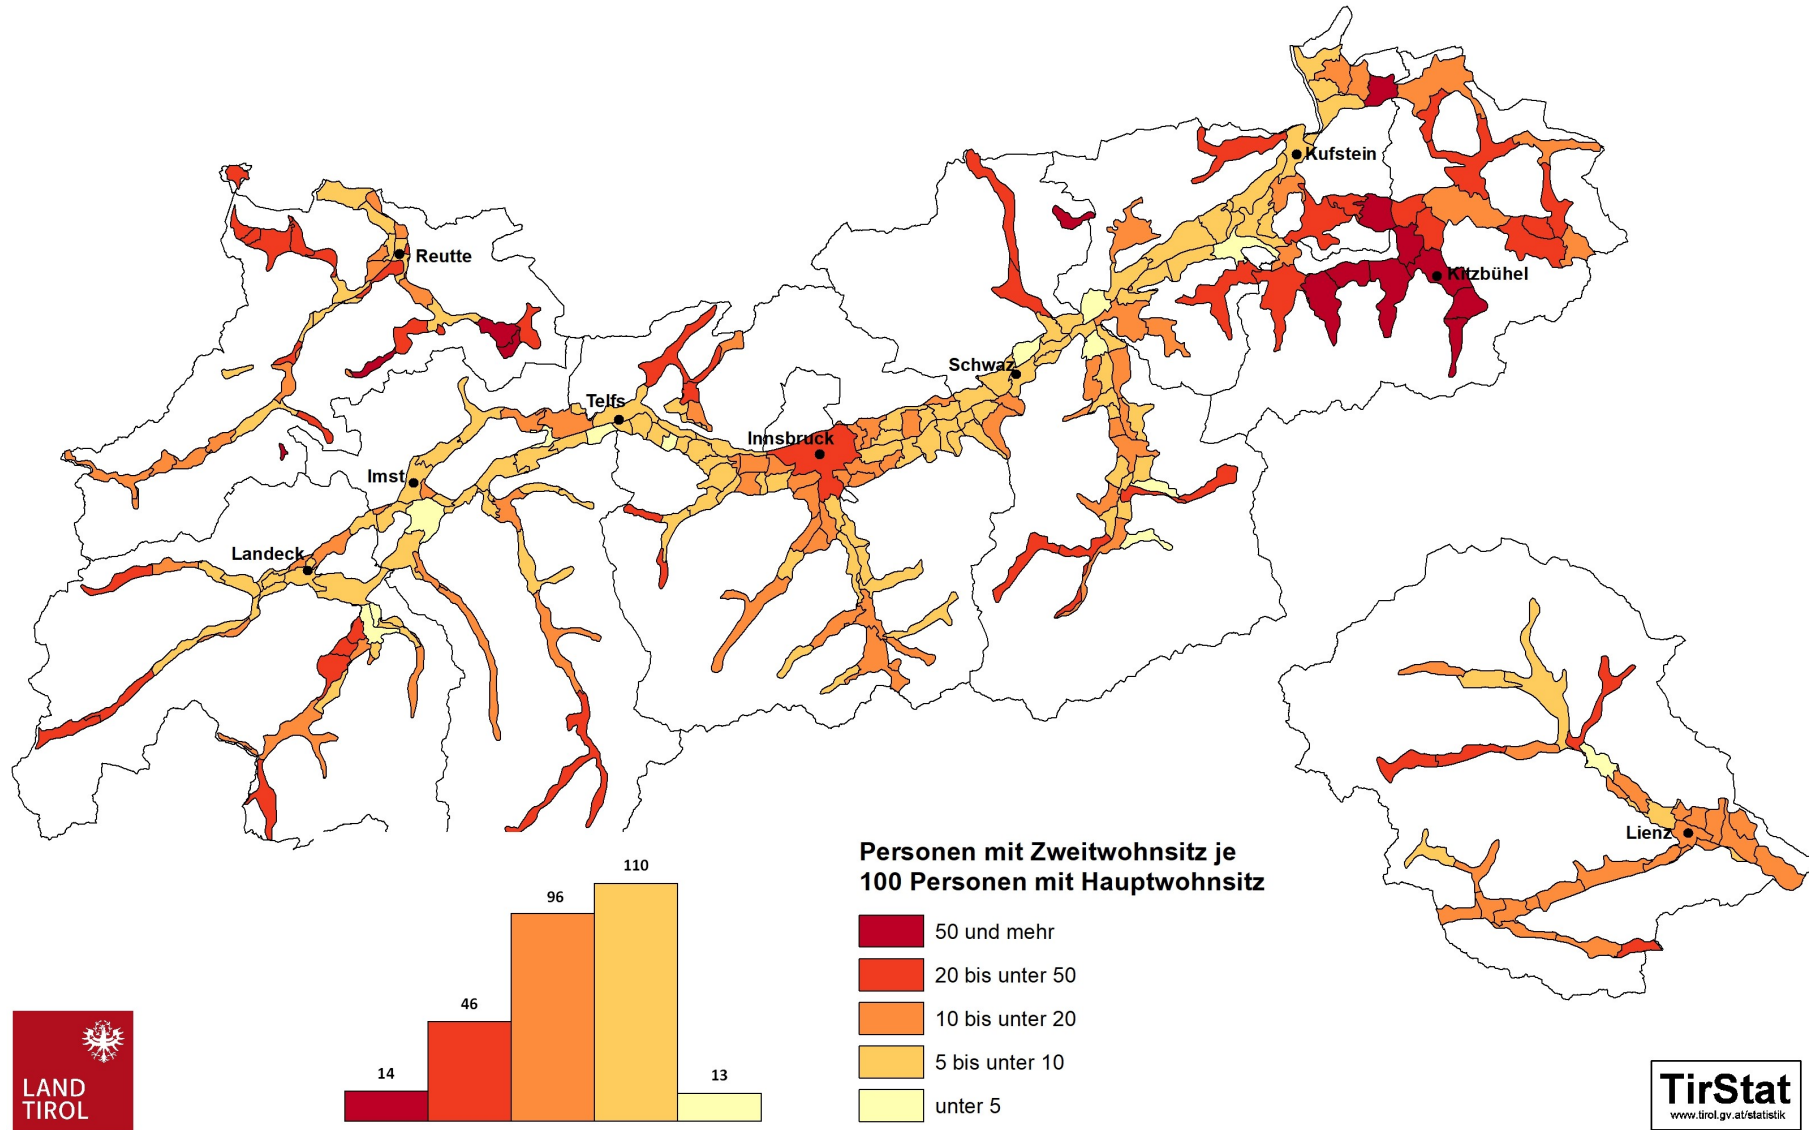 Kufstein
Reutte
Kitzbühel
Schwaz
Telfs
Innsbruck
Imst
Landeck
Lienz
Personen mit Zweitwohnsitz je
100 Personen mit Hauptwohnsitz
50 und mehr
20 bis unter 50
10 bis unter 20
5 bis unter 10
unter 5
14
46
96
110
13
LAND
TIROL
TirStat
www.tirol.gv.at/statistik